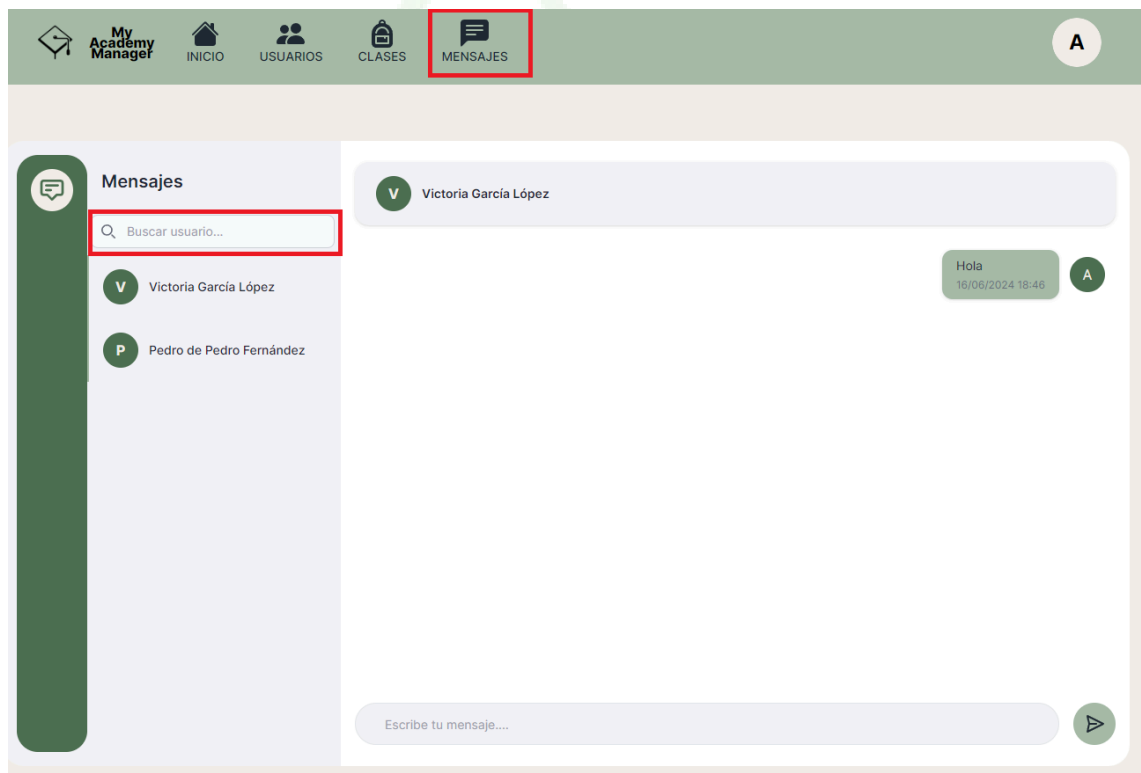 My
Academy
Manager
INICIO
USUARIOS
CLASES
MENSAJES
A
Mensajes
Buscar usuario...
V
Victoria García López
P
Pedro de Pedro Fernández
V
Victoria García López
Hola
16/06/2024 18:46
A
Escribe tu mensaje....